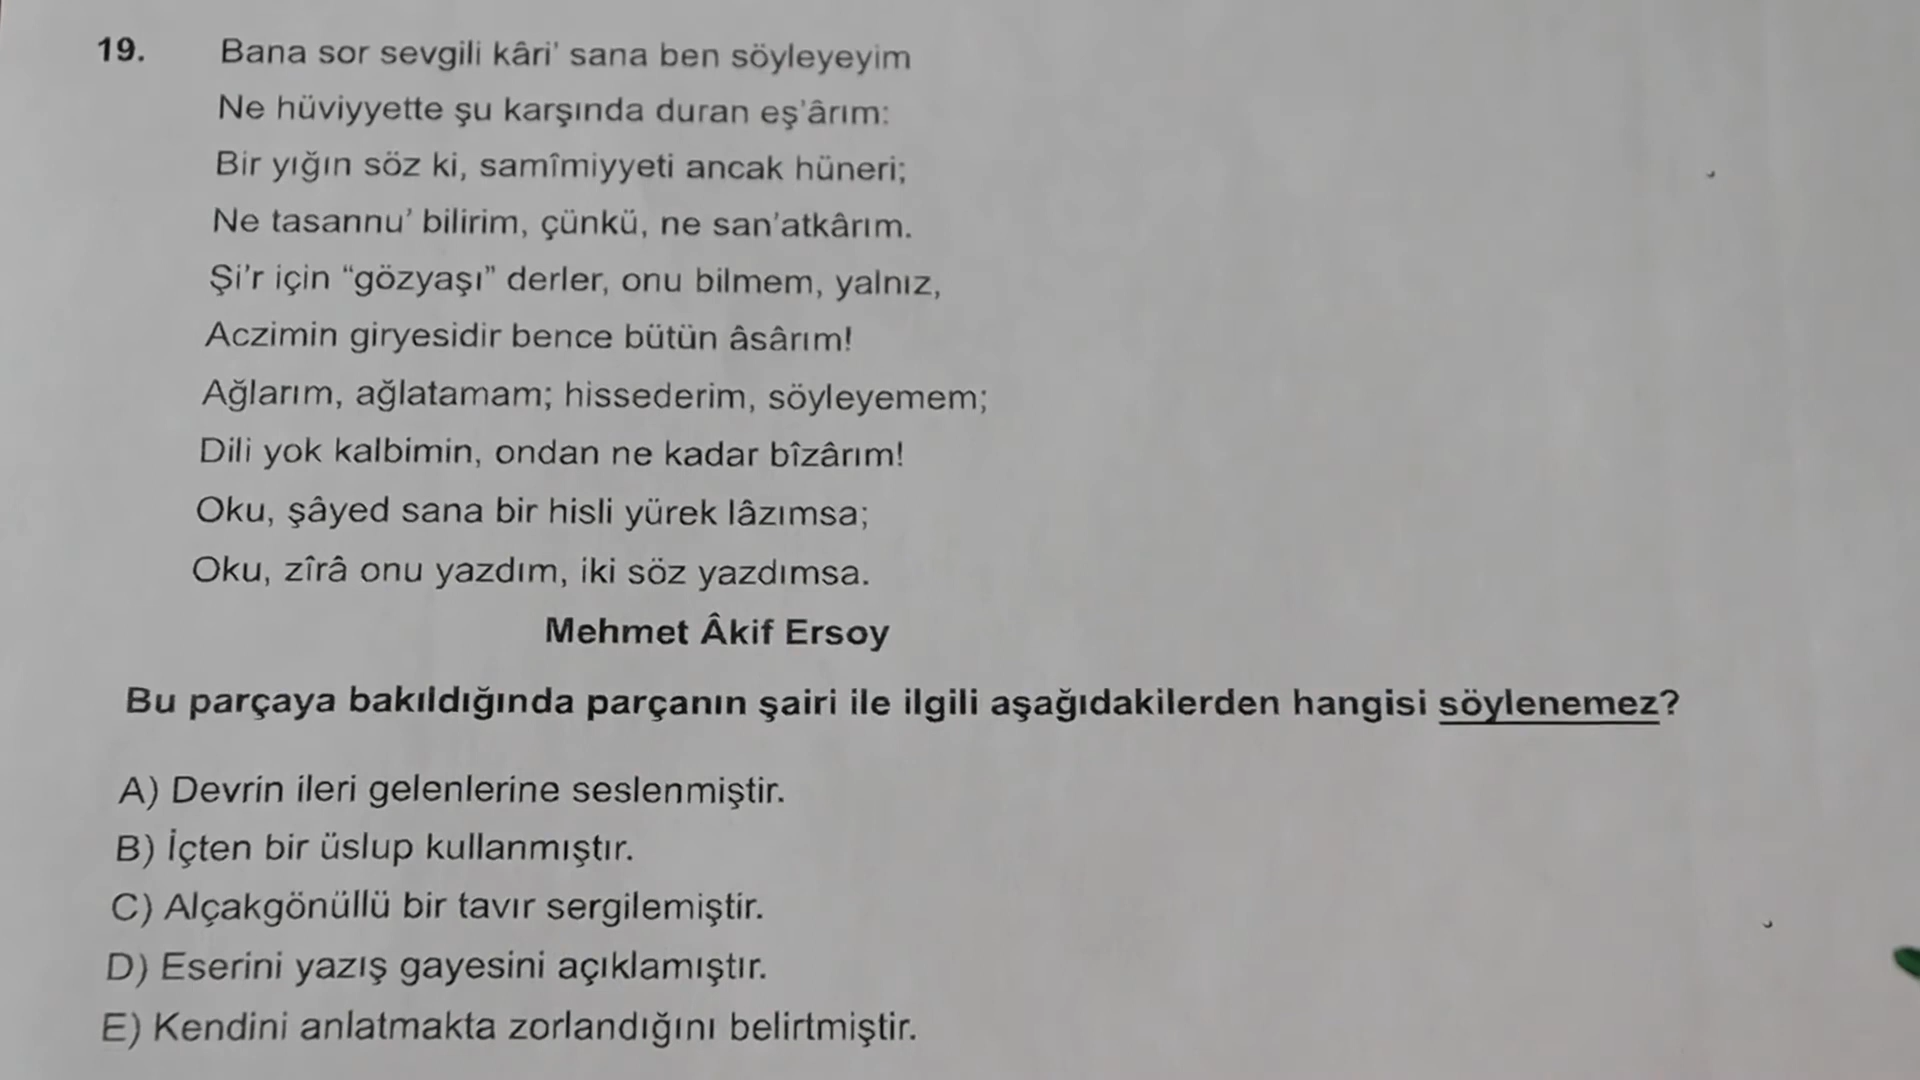 19. Bana sor sevgili kâri' sana ben söyleyeyim
Ne hüviyyette şu karşında duran eş'ârım:
Bir yığın söz ki, samîmiyyeti ancak hüneri;
Ne tasannu' bilirim, çünkü, ne san'atkârım.
Şi'r için “gözyaşı” derler, onu bilmem, yalnız,
Aczimin giryesidir bence bütün âsârım!
Ağlarım, ağlatamam; hissederim, söyleyemem;
Dili yok kalbimin, ondan ne kadar bîzârım!
Oku, şâyed sana bir hisli yürek lâzımsa;
Oku, zîrâ onu yazdım, iki söz yazdımsa.
Mehmet Âkif Ersoy
Bu parçaya bakıldığında parçanın şairi ile ilgili aşağıdakilerden hangisi söylenemez?
A) Devrin ileri gelenlerine seslenmiştir.
B) İçten bir üslup kullanmıştır.
C) Alçakgönüllü bir tavır sergilemiştir.
D) Eserini yazış gayesini açıklamıştır.
E) Kendini anlatmakta zorlandığını belirtmiştir.